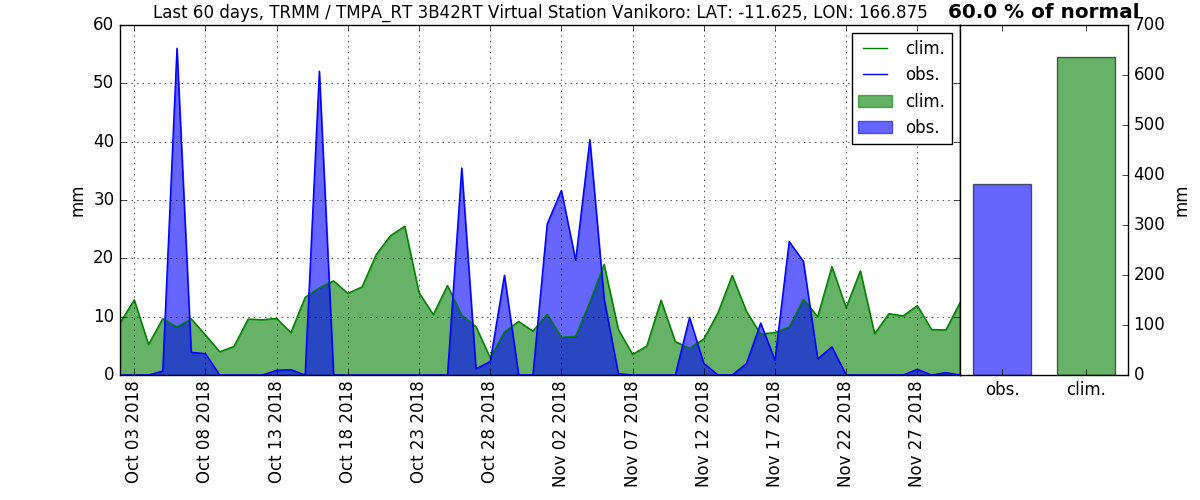 Last 60 days, TRMM / TMPA_RT 3B42RT Virtual Station Vanikoro: LAT: -11.625, LON: 166.875
60.0 % of normal
60
50
40
30
20
10
0
mm
clim.
obs.
clim.
obs.
Oct 03 2018
Oct 08 2018
Oct 13 2018
Oct 18 2018
Oct 23 2018
Oct 28 2018
Nov 02 2018
Nov 07 2018
Nov 12 2018
Nov 17 2018
Nov 22 2018
Nov 27 2018
700
600
500
400
300
200
100
0
mm
obs.
clim.